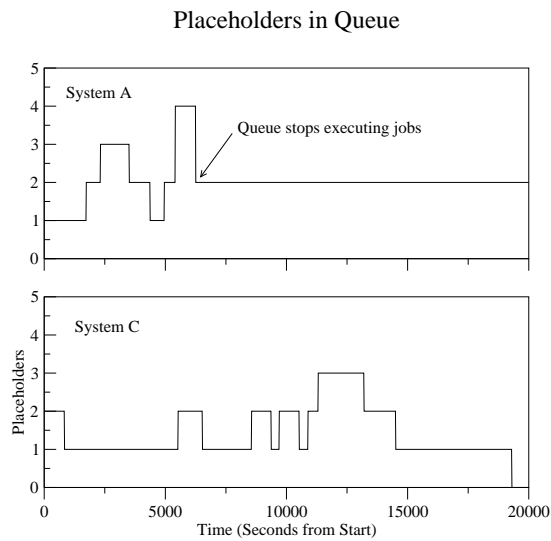 Placeholders in Queue
5
System A
4
Queue stops executing jobs
3
2
1
0
5
System C
4
3
2
1
0
Placeholders
0 5000 10000 15000 20000
Time (Seconds from Start)